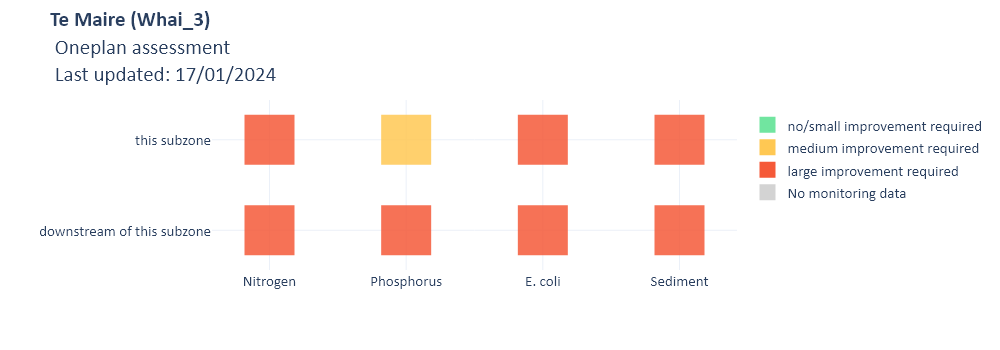 Te Maire (Whai_3)
Oneplan assessment
Last updated: 17/01/2024
this subzone
downstream of this subzone
Nitrogen
Phosphorus
E. coli
Sediment
no/small improvement required
medium improvement required
large improvement required
No monitoring data